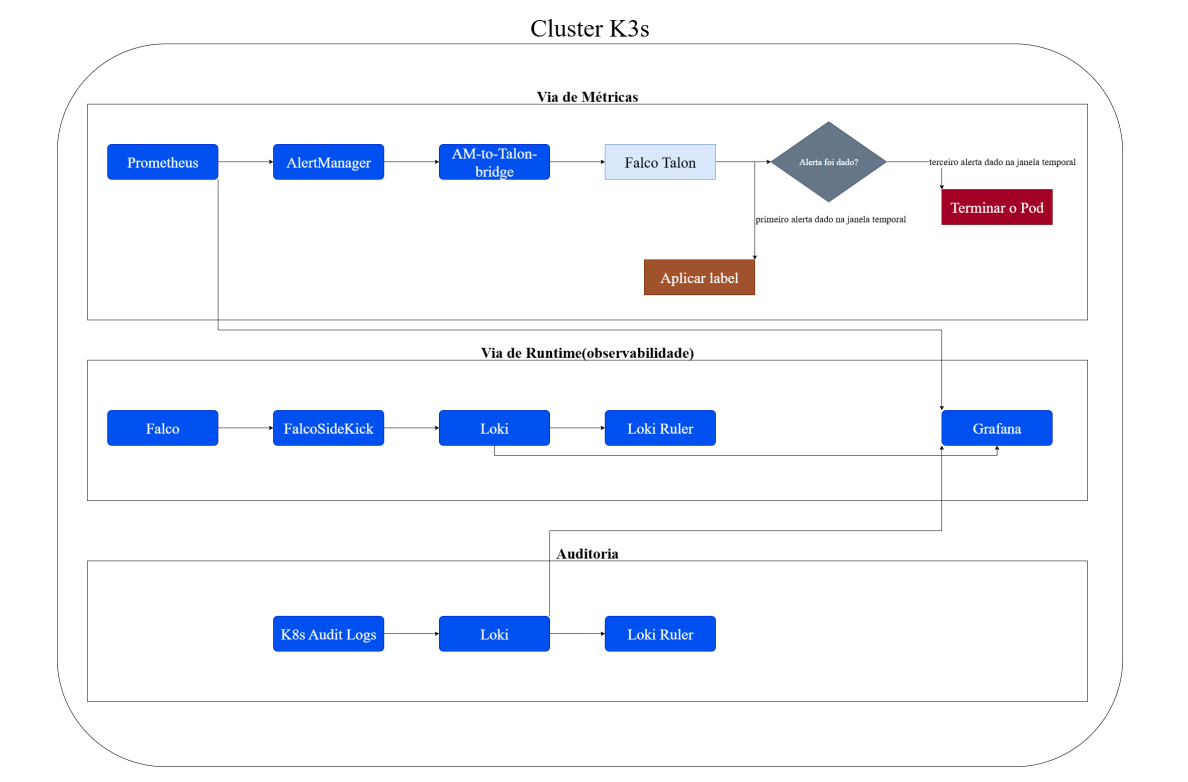 Cluster K3s
Via de Métricas
Prometheus
AlertManager
AM-to-Talon-
bridge
Falco Talon
Alerta foi dado?
terceiro alerta dado na janela temporal
Terminar o Pod
primeiro alerta dado na janela temporal
Aplicar label
Via de Runtime(observabilidade)
Falco
FalcoSideKick
Loki
Loki Ruler
Grafana
Auditoria
K8s Audit Logs
Loki
Loki Ruler